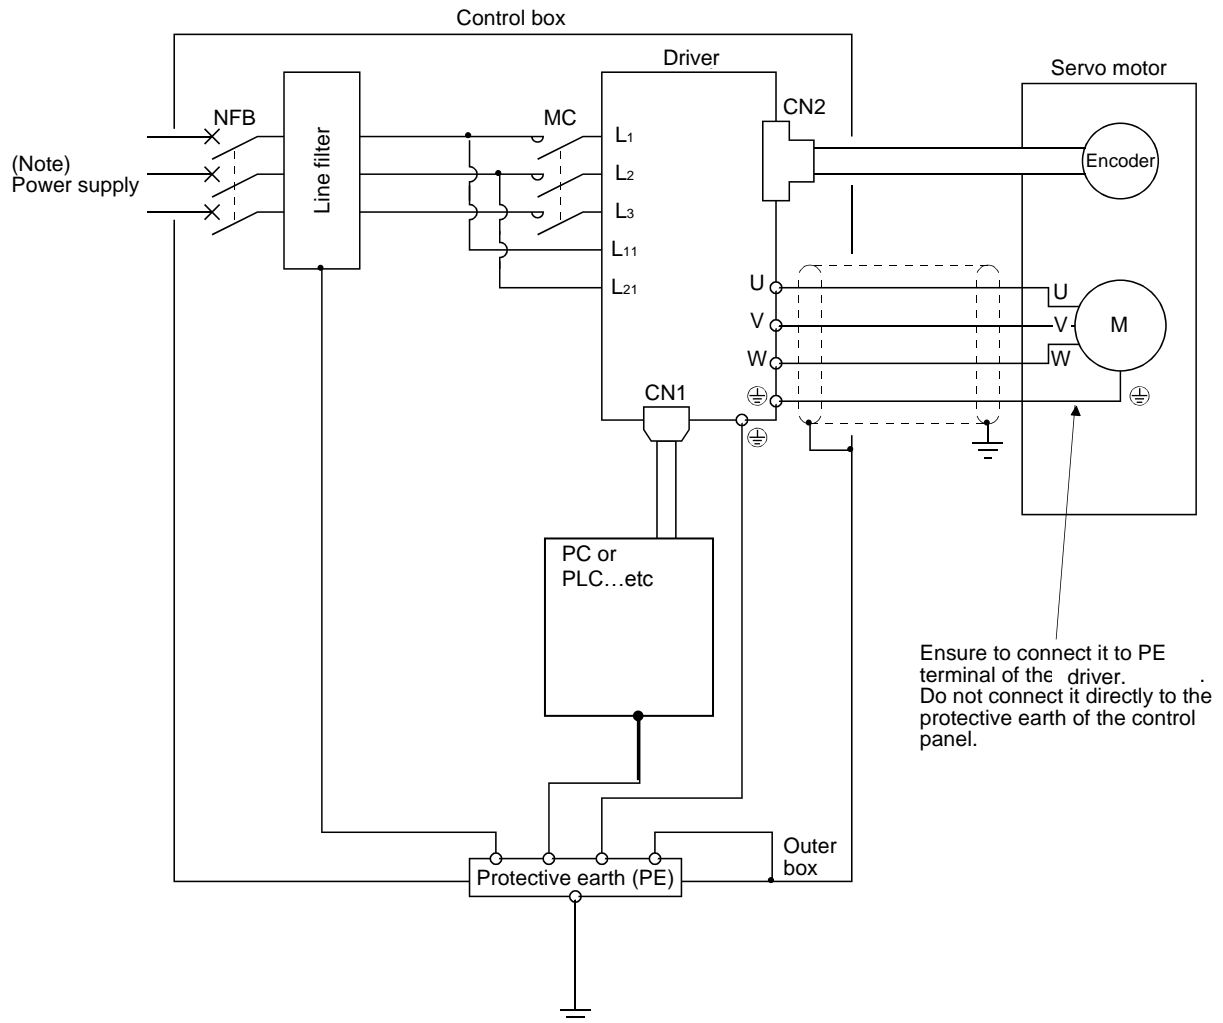 Control box
Driver
Servo motor
NFB
MC
CN2
(Note)
Power supply
Line filter
L1
L2
L3
L11
L21
Encoder
U
V
W
U
V
W
M
CN1
PC or
PLC...etc
Ensure to connect it to PE
terminal of the driver. .
Do not connect it directly to the
protective earth of the control
panel.
Outer
box
Protective earth (PE)